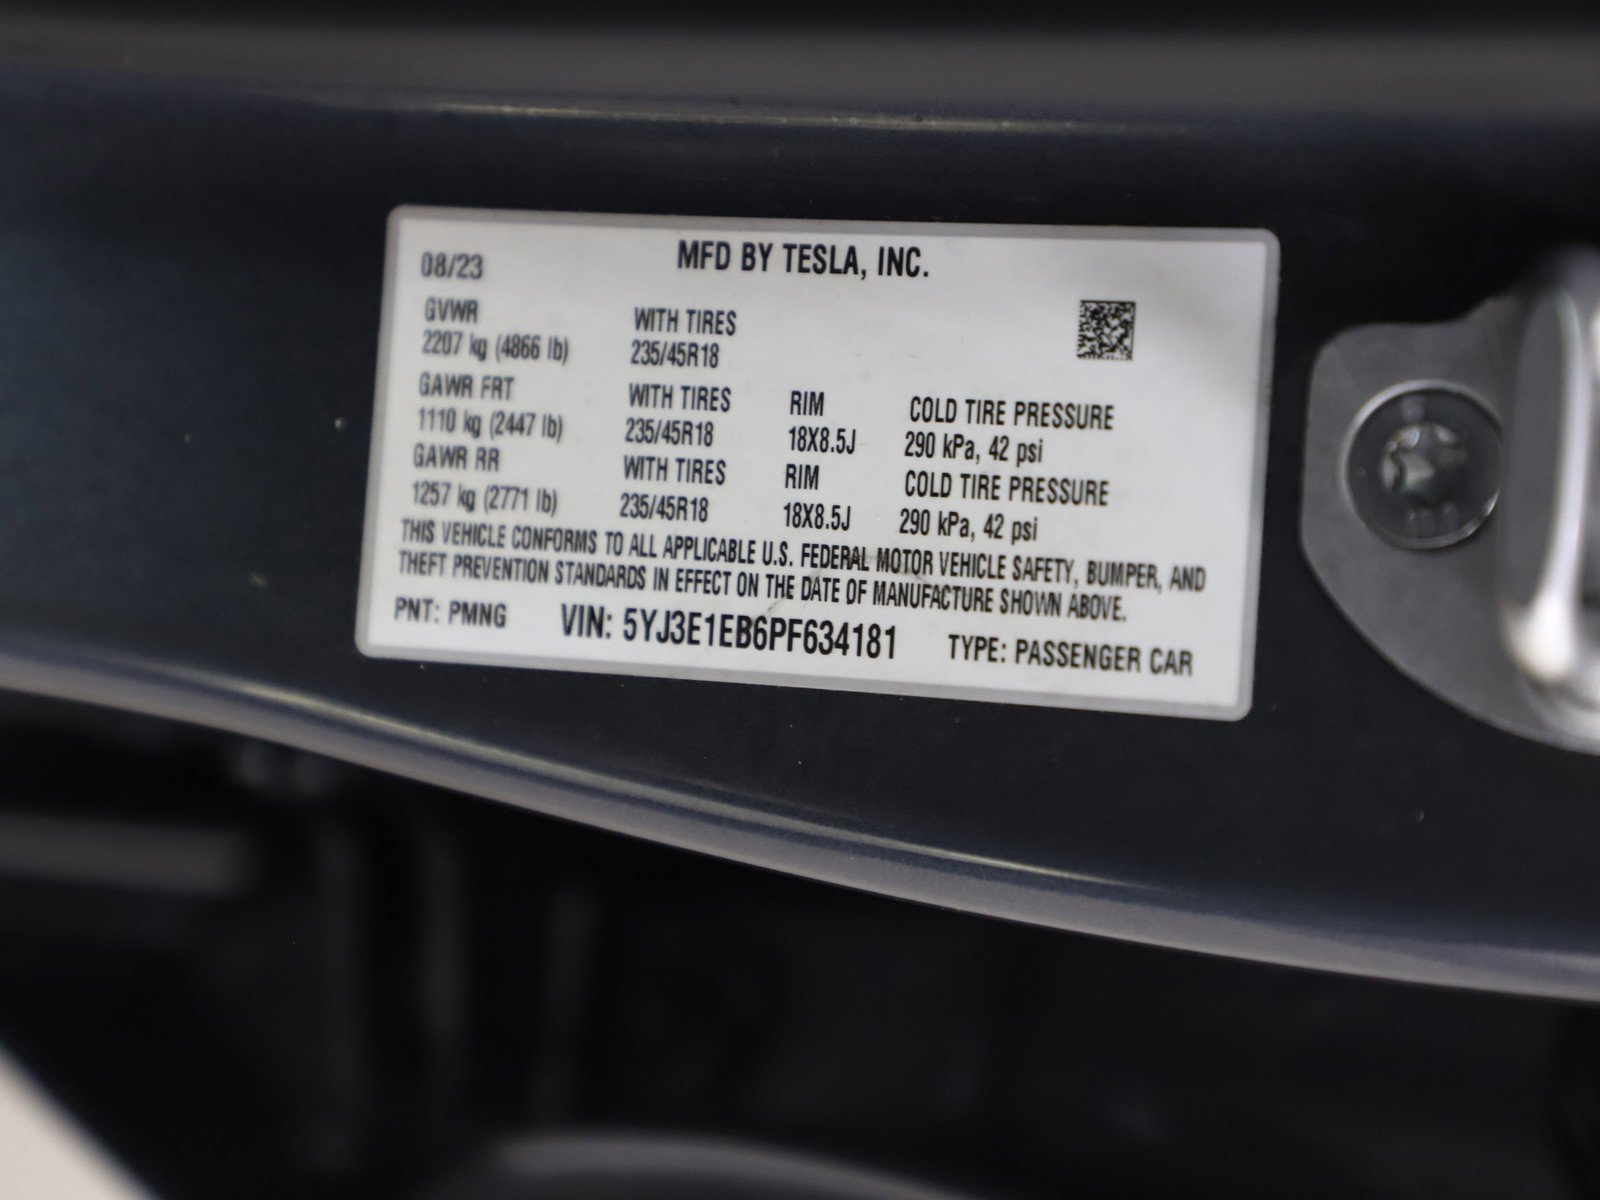 08/23 MFD BY TESLA, INC.
GVWR WITH TIRES
2207 kg (4866 lb) 235/45R18
GAWR FRT WITH TIRES RIM COLD TIRE PRESSURE
1110 kg (2447 lb) 235/45R18 18X8.5J 290 kPa, 42 psi
GAWR RR WITH TIRES RIM COLD TIRE PRESSURE
1257 kg (2771 lb) 235/45R18 18X8.5J 290 kPa, 42 psi
THIS VEHICLE CONFORMS TO ALL APPLICABLE U.S. FEDERAL MOTOR VEHICLE SAFETY, BUMPER, AND
THEFT PREVENTION STANDARDS IN EFFECT ON THE DATE OF MANUFACTURE SHOWN ABOVE.
PNT: PMNG VIN: 5YJ3E1EB6PF634181 TYPE: PASSENGER CAR